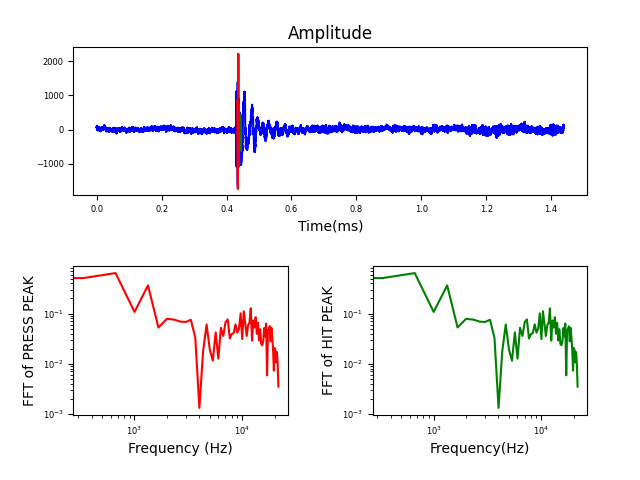 Amplitude
2000
1000
0
−1000
0.0 0.2 0.4 0.6 0.8 1.0 1.2 1.4
Time(ms)
FFT of PRESS PEAK
10⁻¹
10⁻²
10⁻³
10³ 10⁴
Frequency (Hz)
FFT of HIT PEAK
10⁻¹
10⁻²
10⁻³
10³ 10⁴
Frequency(Hz)